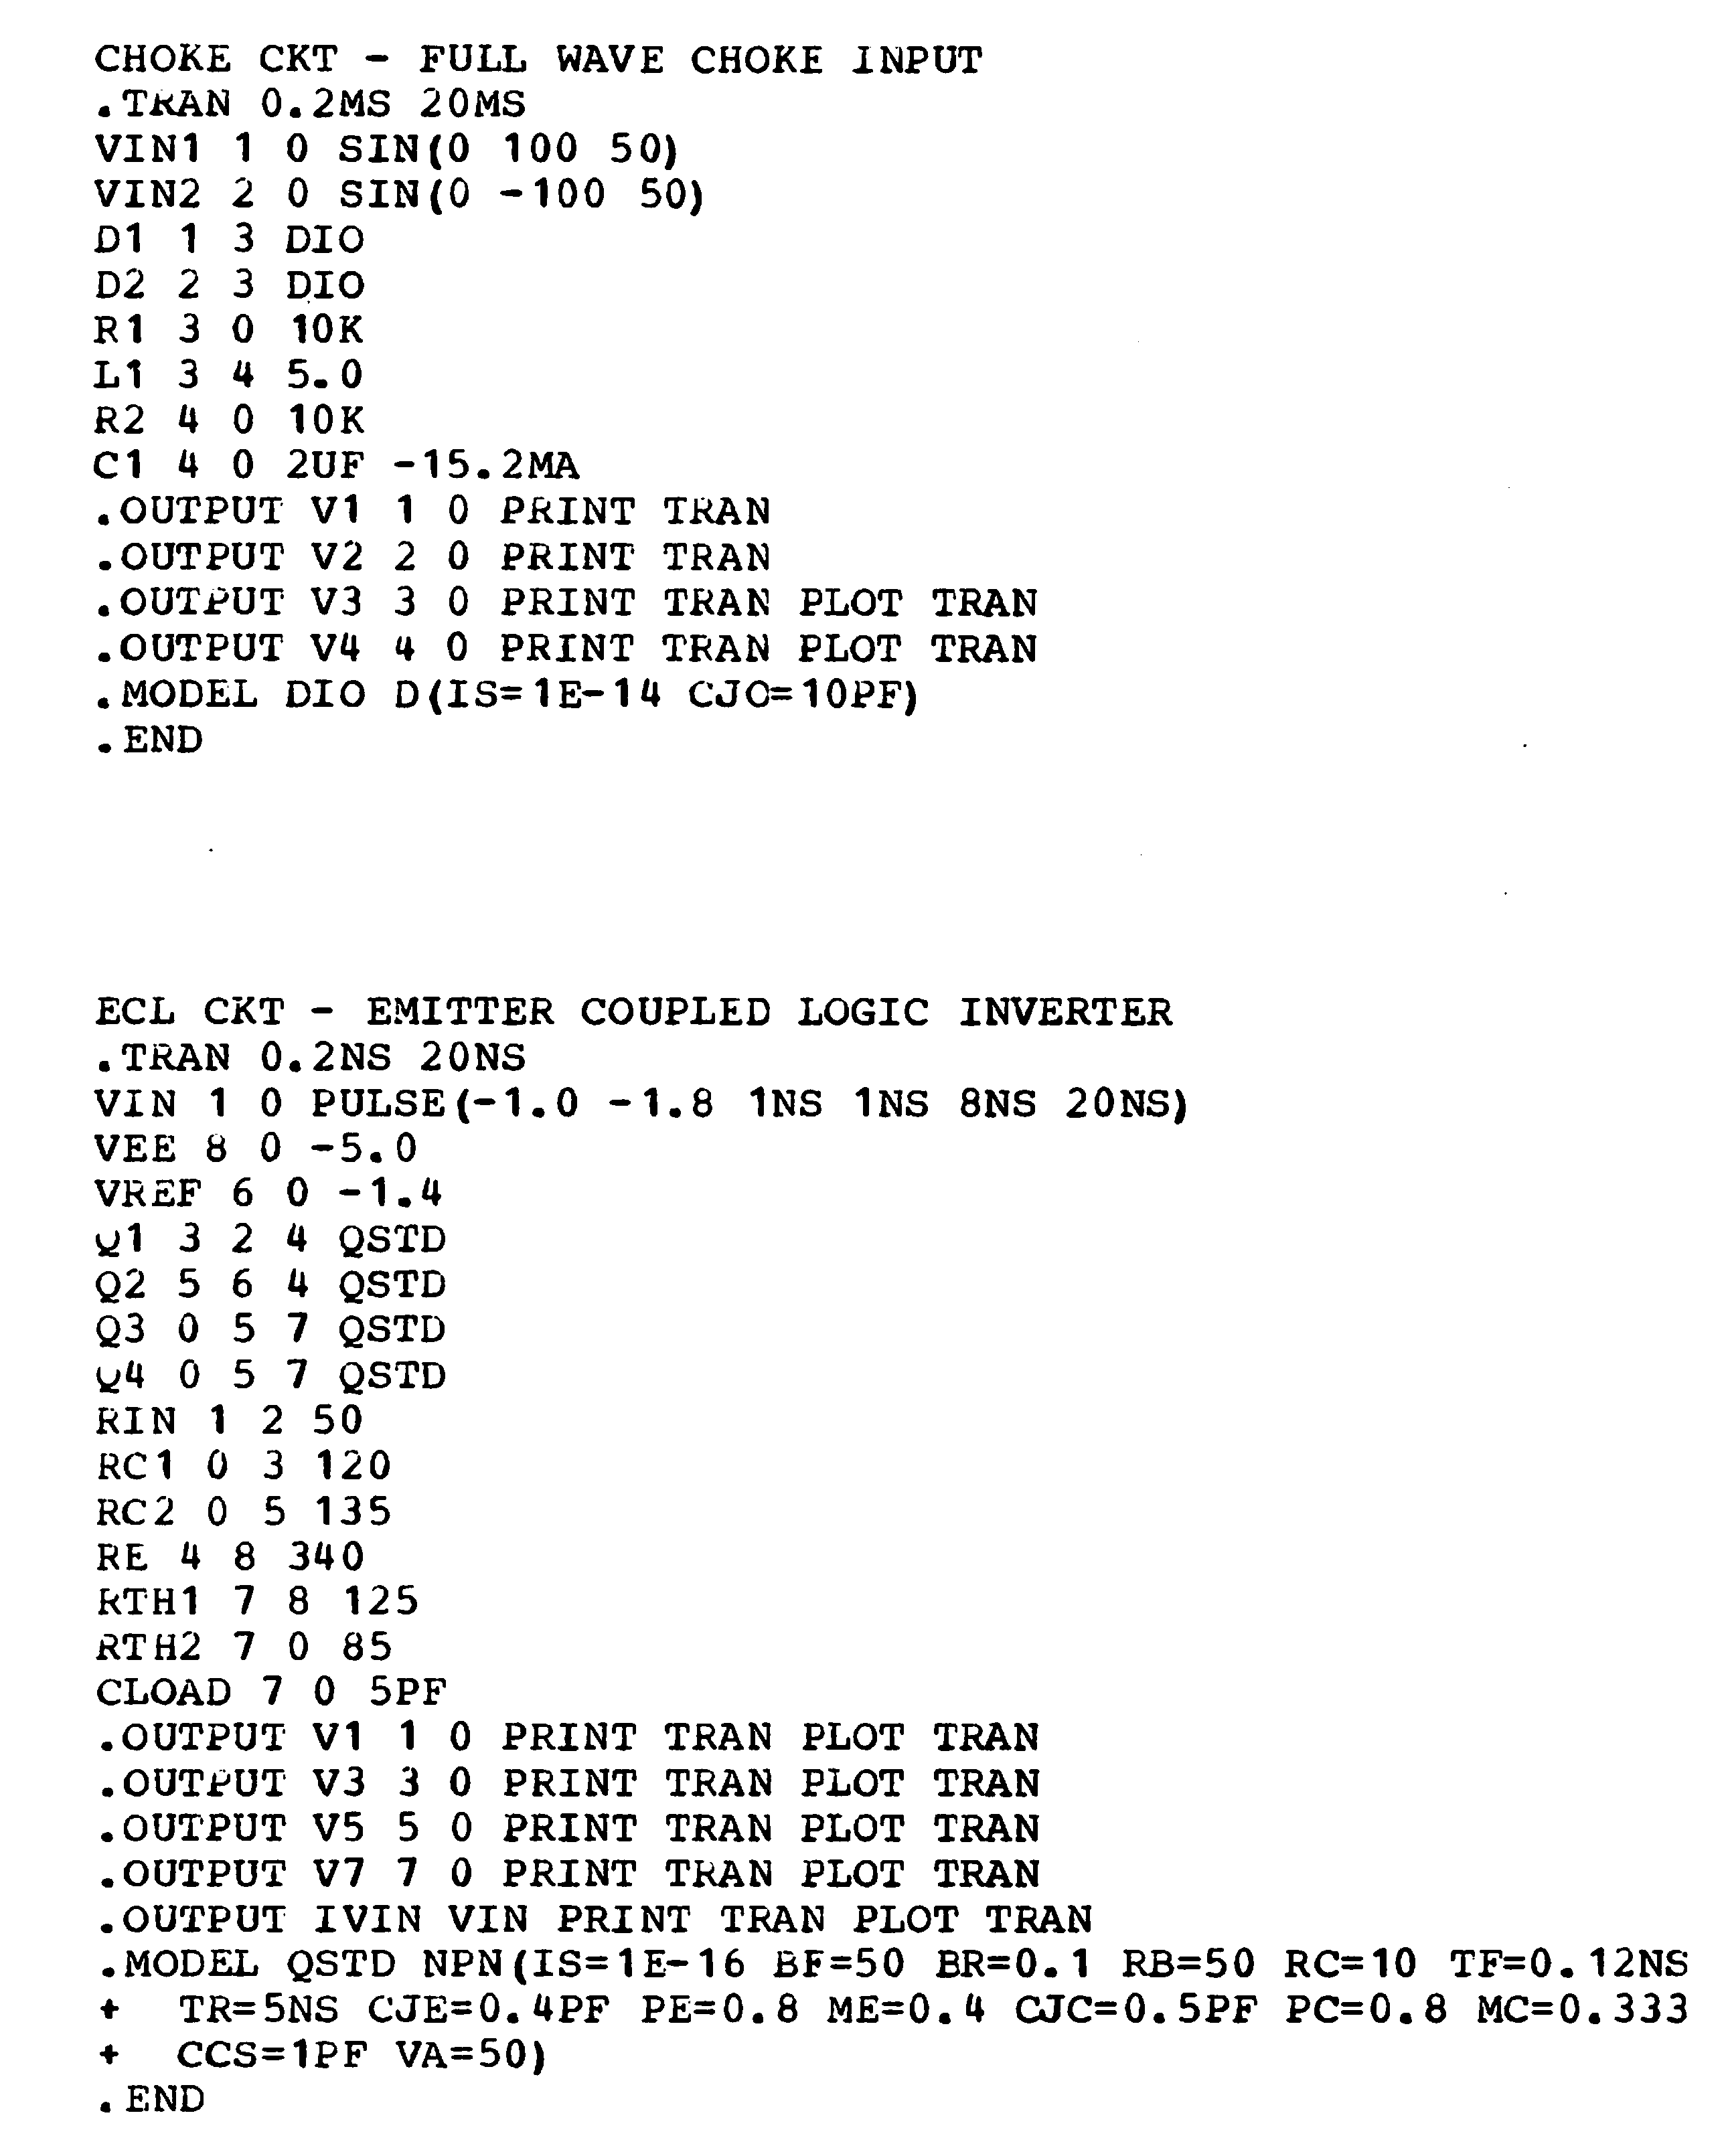 CHOKE CKT - FULL WAVE CHOKE INPUT
.TRAN 0.2MS 20MS
VIN1 1 0 SIN(0 100 50)
VIN2 2 0 SIN(0 -100 50)
D1 1 3 DIO
D2 2 3 DIO
R1 3 0 10K
L1 3 4 5.0
R2 4 0 10K
C1 4 0 2UF -15.2MA
.OUTPUT V1 1 0 PRINT TRAN
.OUTPUT V2 2 0 PRINT TRAN
.OUTPUT V3 3 0 PRINT TRAN PLOT TRAN
.OUTPUT V4 4 0 PRINT TRAN PLOT TRAN
.MODEL DIO D(IS=1E-14 CJO=10PF)
.END
ECL CKT - EMITTER COUPLED LOGIC INVERTER
.TRAN 0.2NS 20NS
VIN 1 0 PULSE(-1.0 -1.8 1NS 1NS 8NS 20NS)
VEE 8 0 -5.0
VREF 6 0 -1.4
Q1 3 2 4 QSTD
Q2 5 6 4 QSTD
Q3 0 5 7 QSTD
Q4 0 5 7 QSTD
RIN 1 2 50
RC1 0 3 120
RC2 0 5 135
RE 4 8 340
RTH1 7 8 125
RTH2 7 0 85
CLOAD 7 0 5PF
.OUTPUT V1 1 0 PRINT TRAN PLOT TRAN
.OUTPUT V3 3 0 PRINT TRAN PLOT TRAN
.OUTPUT V5 5 0 PRINT TRAN PLOT TRAN
.OUTPUT V7 7 0 PRINT TRAN PLOT TRAN
.OUTPUT IVIN VIN PRINT TRAN PLOT TRAN
.MODEL QSTD NPN(IS=1E-16 BF=50 BR=0.1 RB=50 RC=10 TF=0.12NS
+ TR=5NS CJE=0.4PF PE=0.8 ME=0.4 CJC=0.5PF PC=0.8 MC=0.333
+ CCS=1PF VA=50)
.END